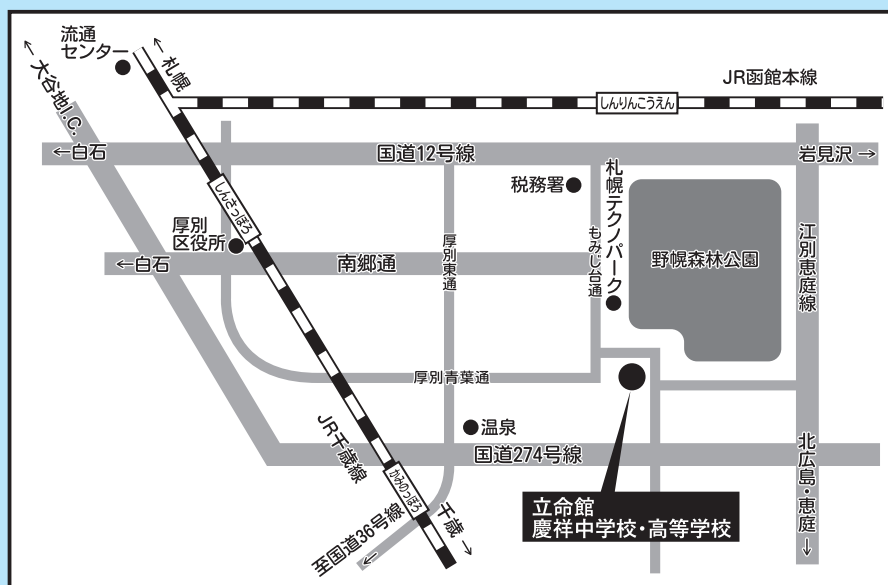 流通
センター
←札幌
←大谷地I.C.
JR函館本線
しんりんこうえん
←白石
国道12号線
岩見沢→
しんさっぽろ
厚別
区役所
税務署
札幌テクノパーク
もみじ台通
厚別東通
野幌森林公園
江別恵庭線
←白石
南郷通
厚別青葉通
JR千歳線
温泉
国道274号線
かみのっぽろ
千歳→
至国道36号線
←
北広島・恵庭→
立命館
慶祥中学校・高等学校